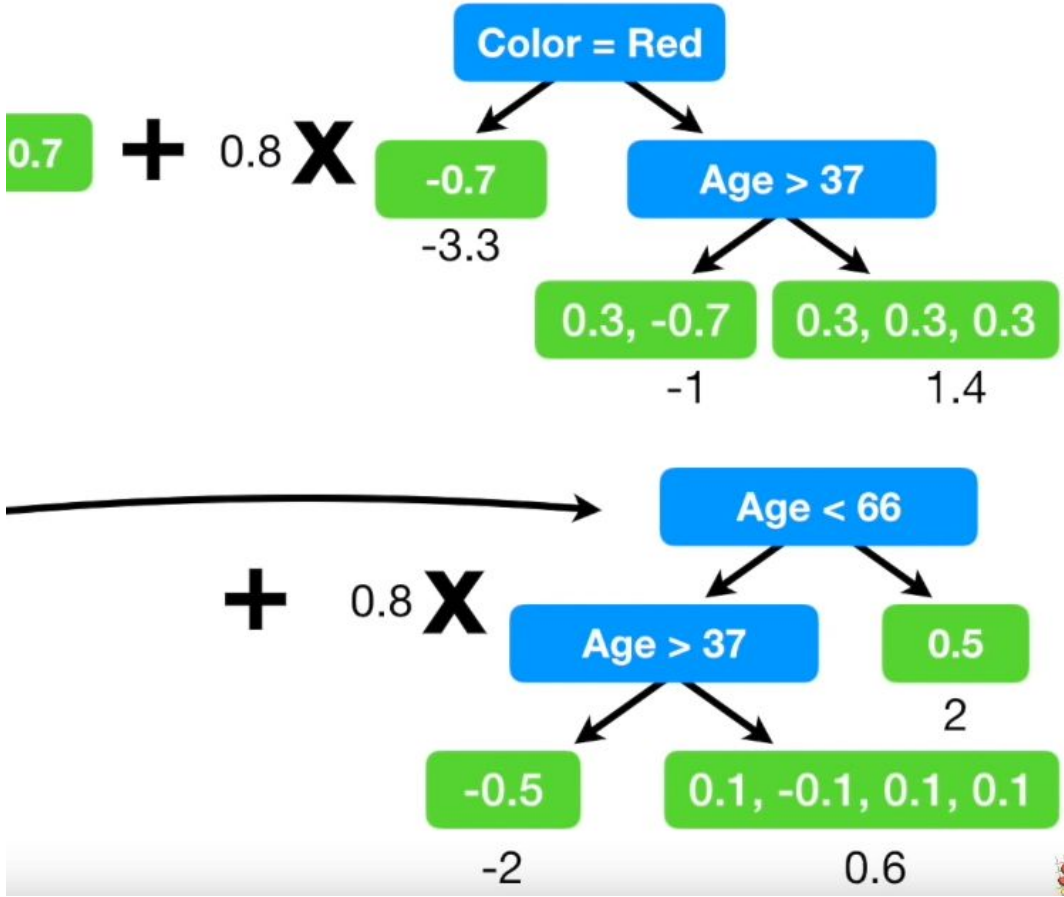 Color = Red
0.7 + 0.8 X -0.7 Age > 37
-3.3
0.3, -0.7 0.3, 0.3, 0.3
-1 1.4
Age < 66
+ 0.8 X Age > 37 0.5
2
-0.5 0.1, -0.1, 0.1, 0.1
-2 0.6